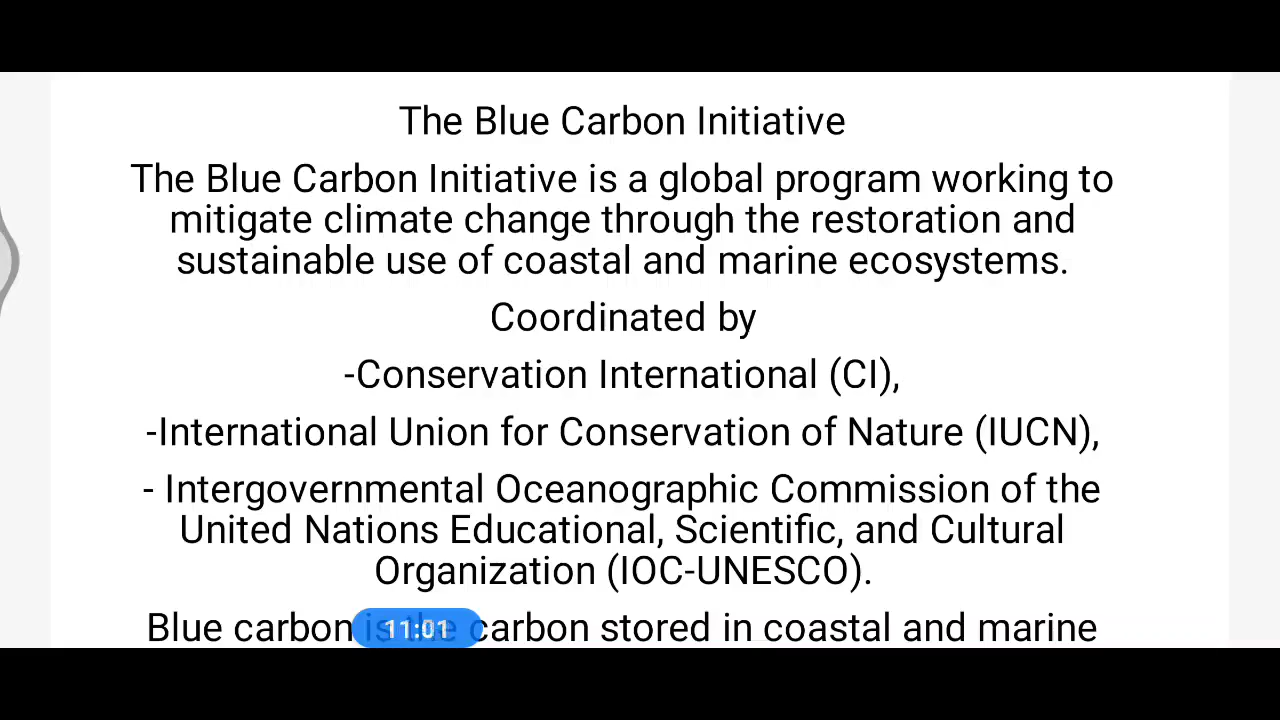 The Blue Carbon Initiative
The Blue Carbon Initiative is a global program working to
mitigate climate change through the restoration and
sustainable use of coastal and marine ecosystems.
Coordinated by
-Conservation International (CI),
-International Union for Conservation of Nature (IUCN),
- Intergovernmental Oceanographic Commission of the
United Nations Educational, Scientific, and Cultural
Organization (IOC-UNESCO).
Blue carbon is the carbon stored in coastal and marine
11:01